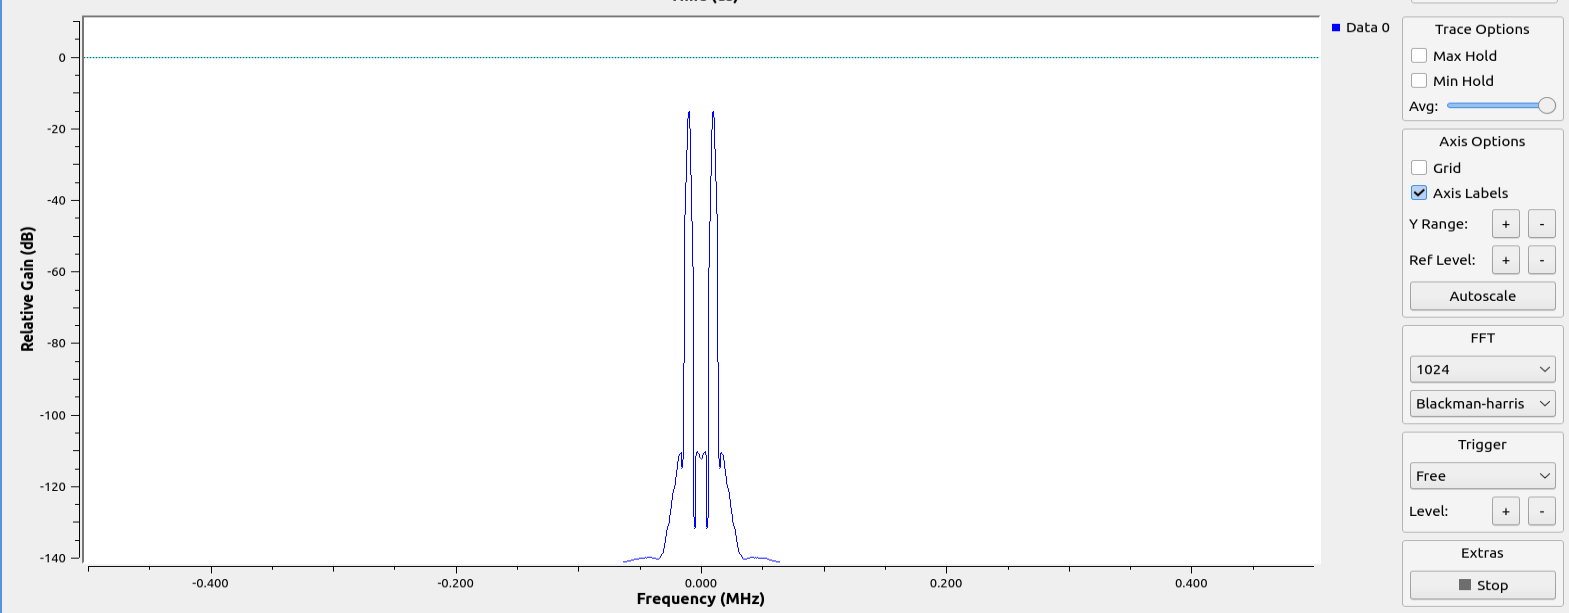 Data 0
0
-20
-40
-60
-80
-100
-120
-140
Relative Gain (dB)
-0.400
-0.200
0.000
0.200
0.400
Frequency (MHz)
Trace Options
Max Hold
Min Hold
Avg:
Axis Options
Grid
Axis Labels
Y Range: + -
Ref Level: + -
Autoscale
FFT
1024
Blackman-harris
Trigger
Free
Level: + -
Extras
Stop